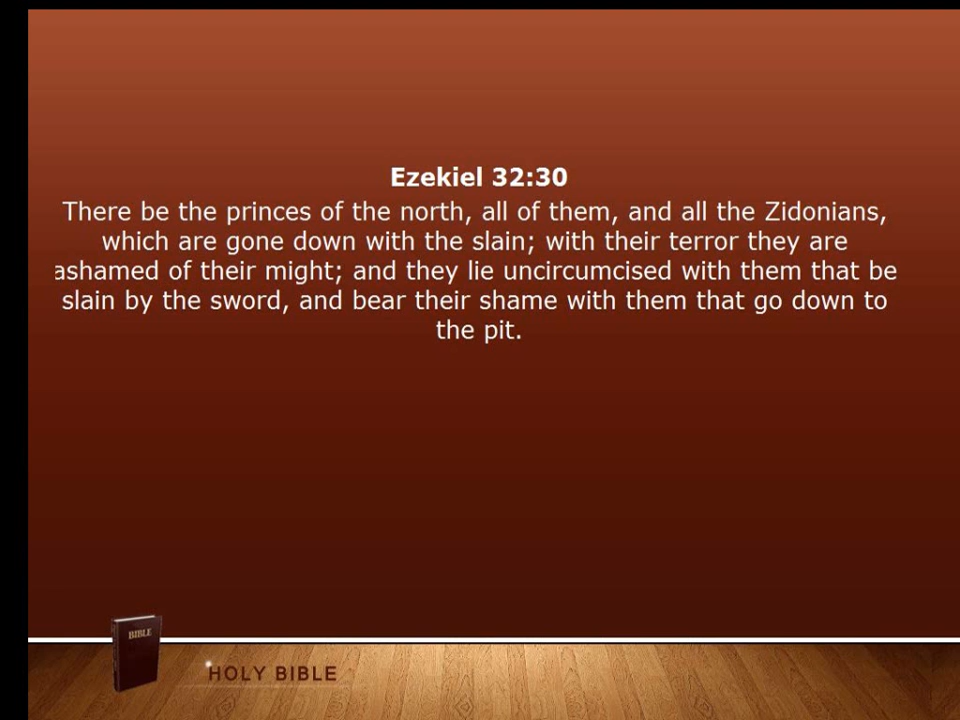 Ezekiel 32:30
There be the princes of the north, all of them, and all the Zidonians,
which are gone down with the slain; with their terror they are
ashamed of their might; and they lie uncircumcised with them that be
slain by the sword, and bear their shame with them that go down to
the pit.
BIBLE
HOLY BIBLE